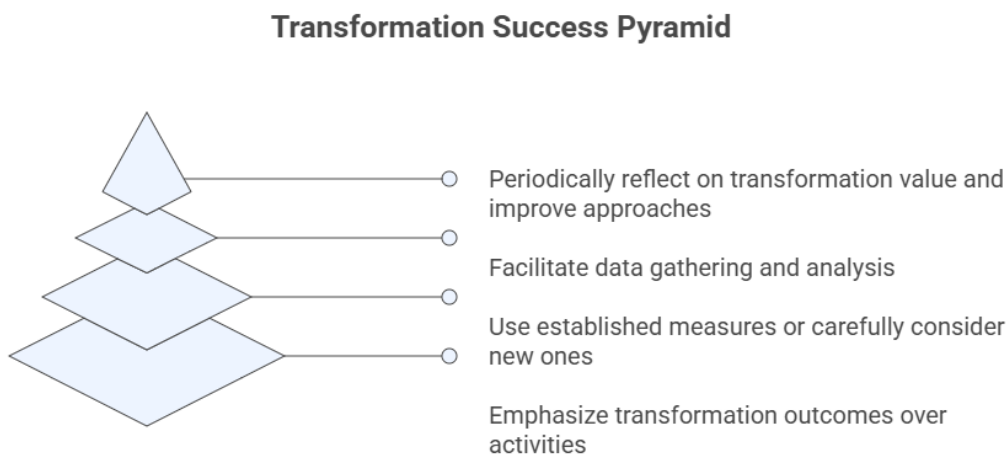 Transformation Success Pyramid
Periodically reflect on transformation value and
improve approaches
Facilitate data gathering and analysis
Use established measures or carefully consider
new ones
Emphasize transformation outcomes over
activities